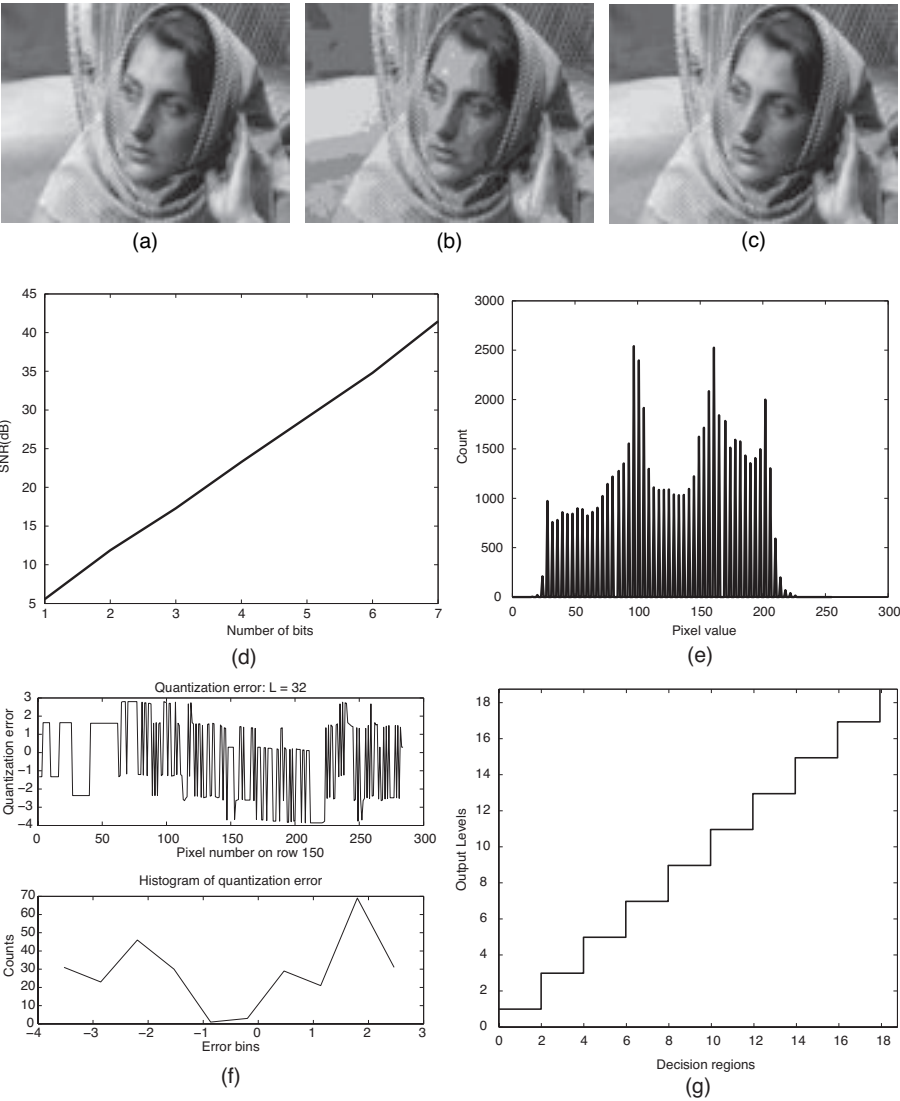 (a) (b) (c)
45
40
35
30
25
20
15
10
5
SNR(dB)
1 2 3 4 5 6 7
Number of bits
(d)
3000
2500
2000
1500
1000
500
0
Count
0 50 100 150 200 250 300
Pixel value
(e)
Quantization error: L = 32
3
2
1
0
−1
−2
−3
−4
Quantization error
0 50 100 150 200 250 300
Pixel number on row 150
Histogram of quantization error
70
60
50
40
30
20
10
0
Counts
−4 −3 −2 −1 0 1 2 3
Error bins
(f)
18
16
14
12
10
8
6
4
2
0
Output Levels
0 2 4 6 8 10 12 14 16 18
Decision regions
(g)